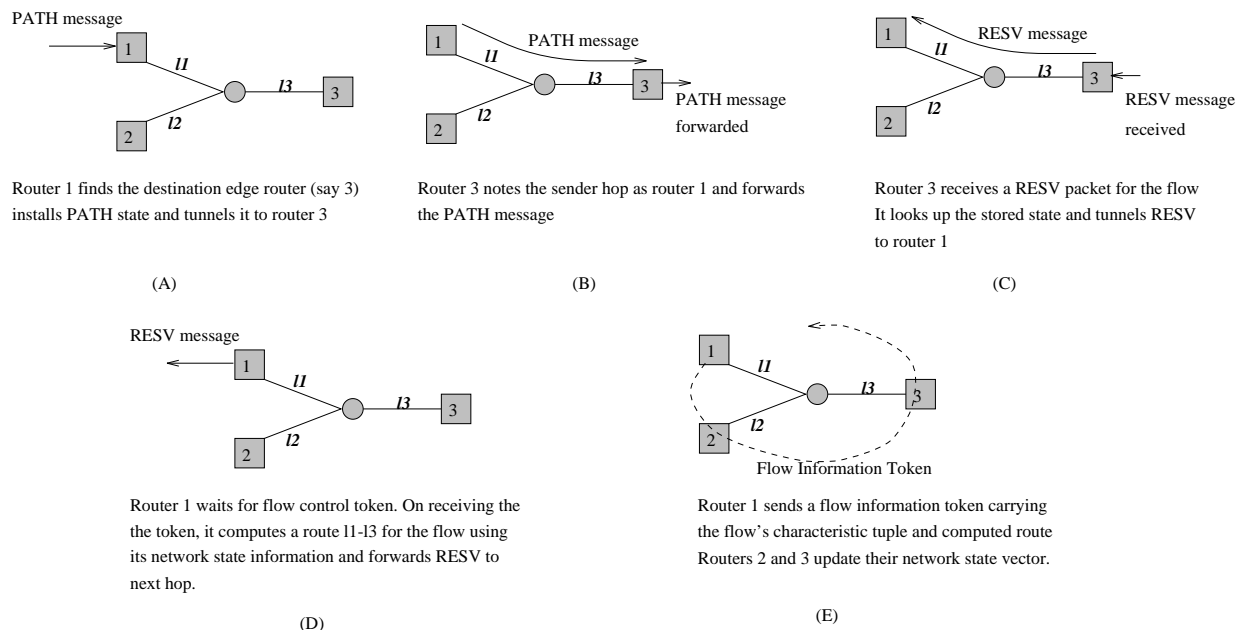 PATH message
1
l1
l3
3
l2
2
Router 1 finds the destination edge router (say 3)
installs PATH state and tunnels it to router 3
(A)
1
PATH message
l1
l3
3
PATH message
forwarded
l2
2
Router 3 notes the sender hop as router 1 and forwards
the PATH message
(B)
1
RESV message
l1
l3
3
RESV message
received
l2
2
Router 3 receives a RESV packet for the flow
It looks up the stored state and tunnels RESV
to router 1
(C)
RESV message
1
l1
l3
3
l2
2
Router 1 waits for flow control token. On receiving the
the token, it computes a route l1-l3 for the flow using
its network state information and forwards RESV to
next hop.
(D)
1
l1
l3
3
l2
2
Flow Information Token
Router 1 sends a flow information token carrying
the flow's characteristic tuple and computed route
Routers 2 and 3 update their network state vector.
(E)